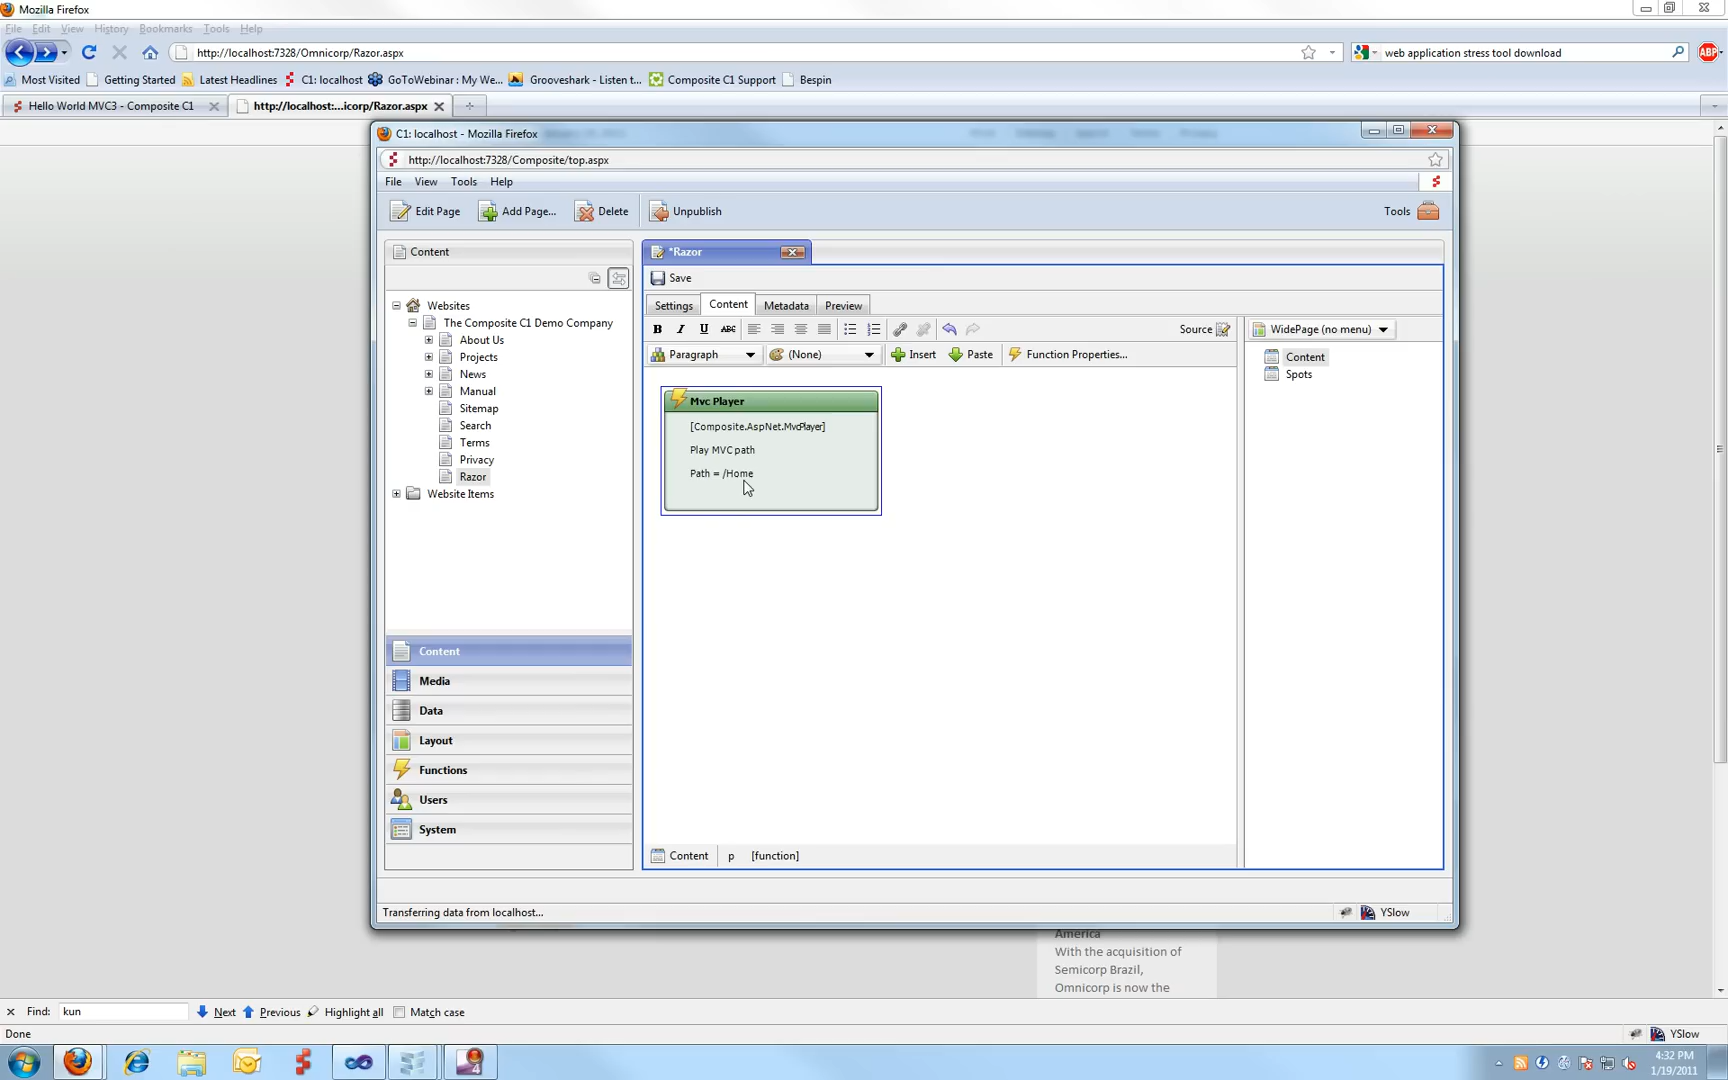 Mozilla Firefox
File Edit View History Bookmarks Tools Help
http://localhost:7328/Omnicorp/Razor.aspx
web application stress tool download
ABP
Most Visited Getting Started Latest Headlines C1: localhost GoToWebinar : My We... Grooveshark - Listen t... Composite C1 Support Bespin
Hello World MVC3 - Composite C1
http://localhost:...icorp/Razor.aspx
C1: localhost - Mozilla Firefox
http://localhost:7328/Composite/top.aspx
File View Tools Help
Edit Page Add Page... Delete Unpublish Tools
Content
*Razor
Save
Settings Content Metadata Preview
B I U ABC Source
Paragraph (None) Insert Paste Function Properties...
WidePage (no menu)
Content
Spots
Websites
The Composite C1 Demo Company
About Us
Projects
News
Manual
Sitemap
Search
Terms
Privacy
Razor
Website Items
Mvc Player
[Composite.AspNet.MvcPlayer]
Play MVC path
Path = /Home
Content
Media
Data
Layout
Functions
Users
System
Content p [function]
Transferring data from localhost...
YSlow
America
With the acquisition of
Semicorp Brazil,
Omnicorp is now the
Find: kun Next Previous Highlight all Match case
Done
YSlow
4
4:32 PM
1/19/2011